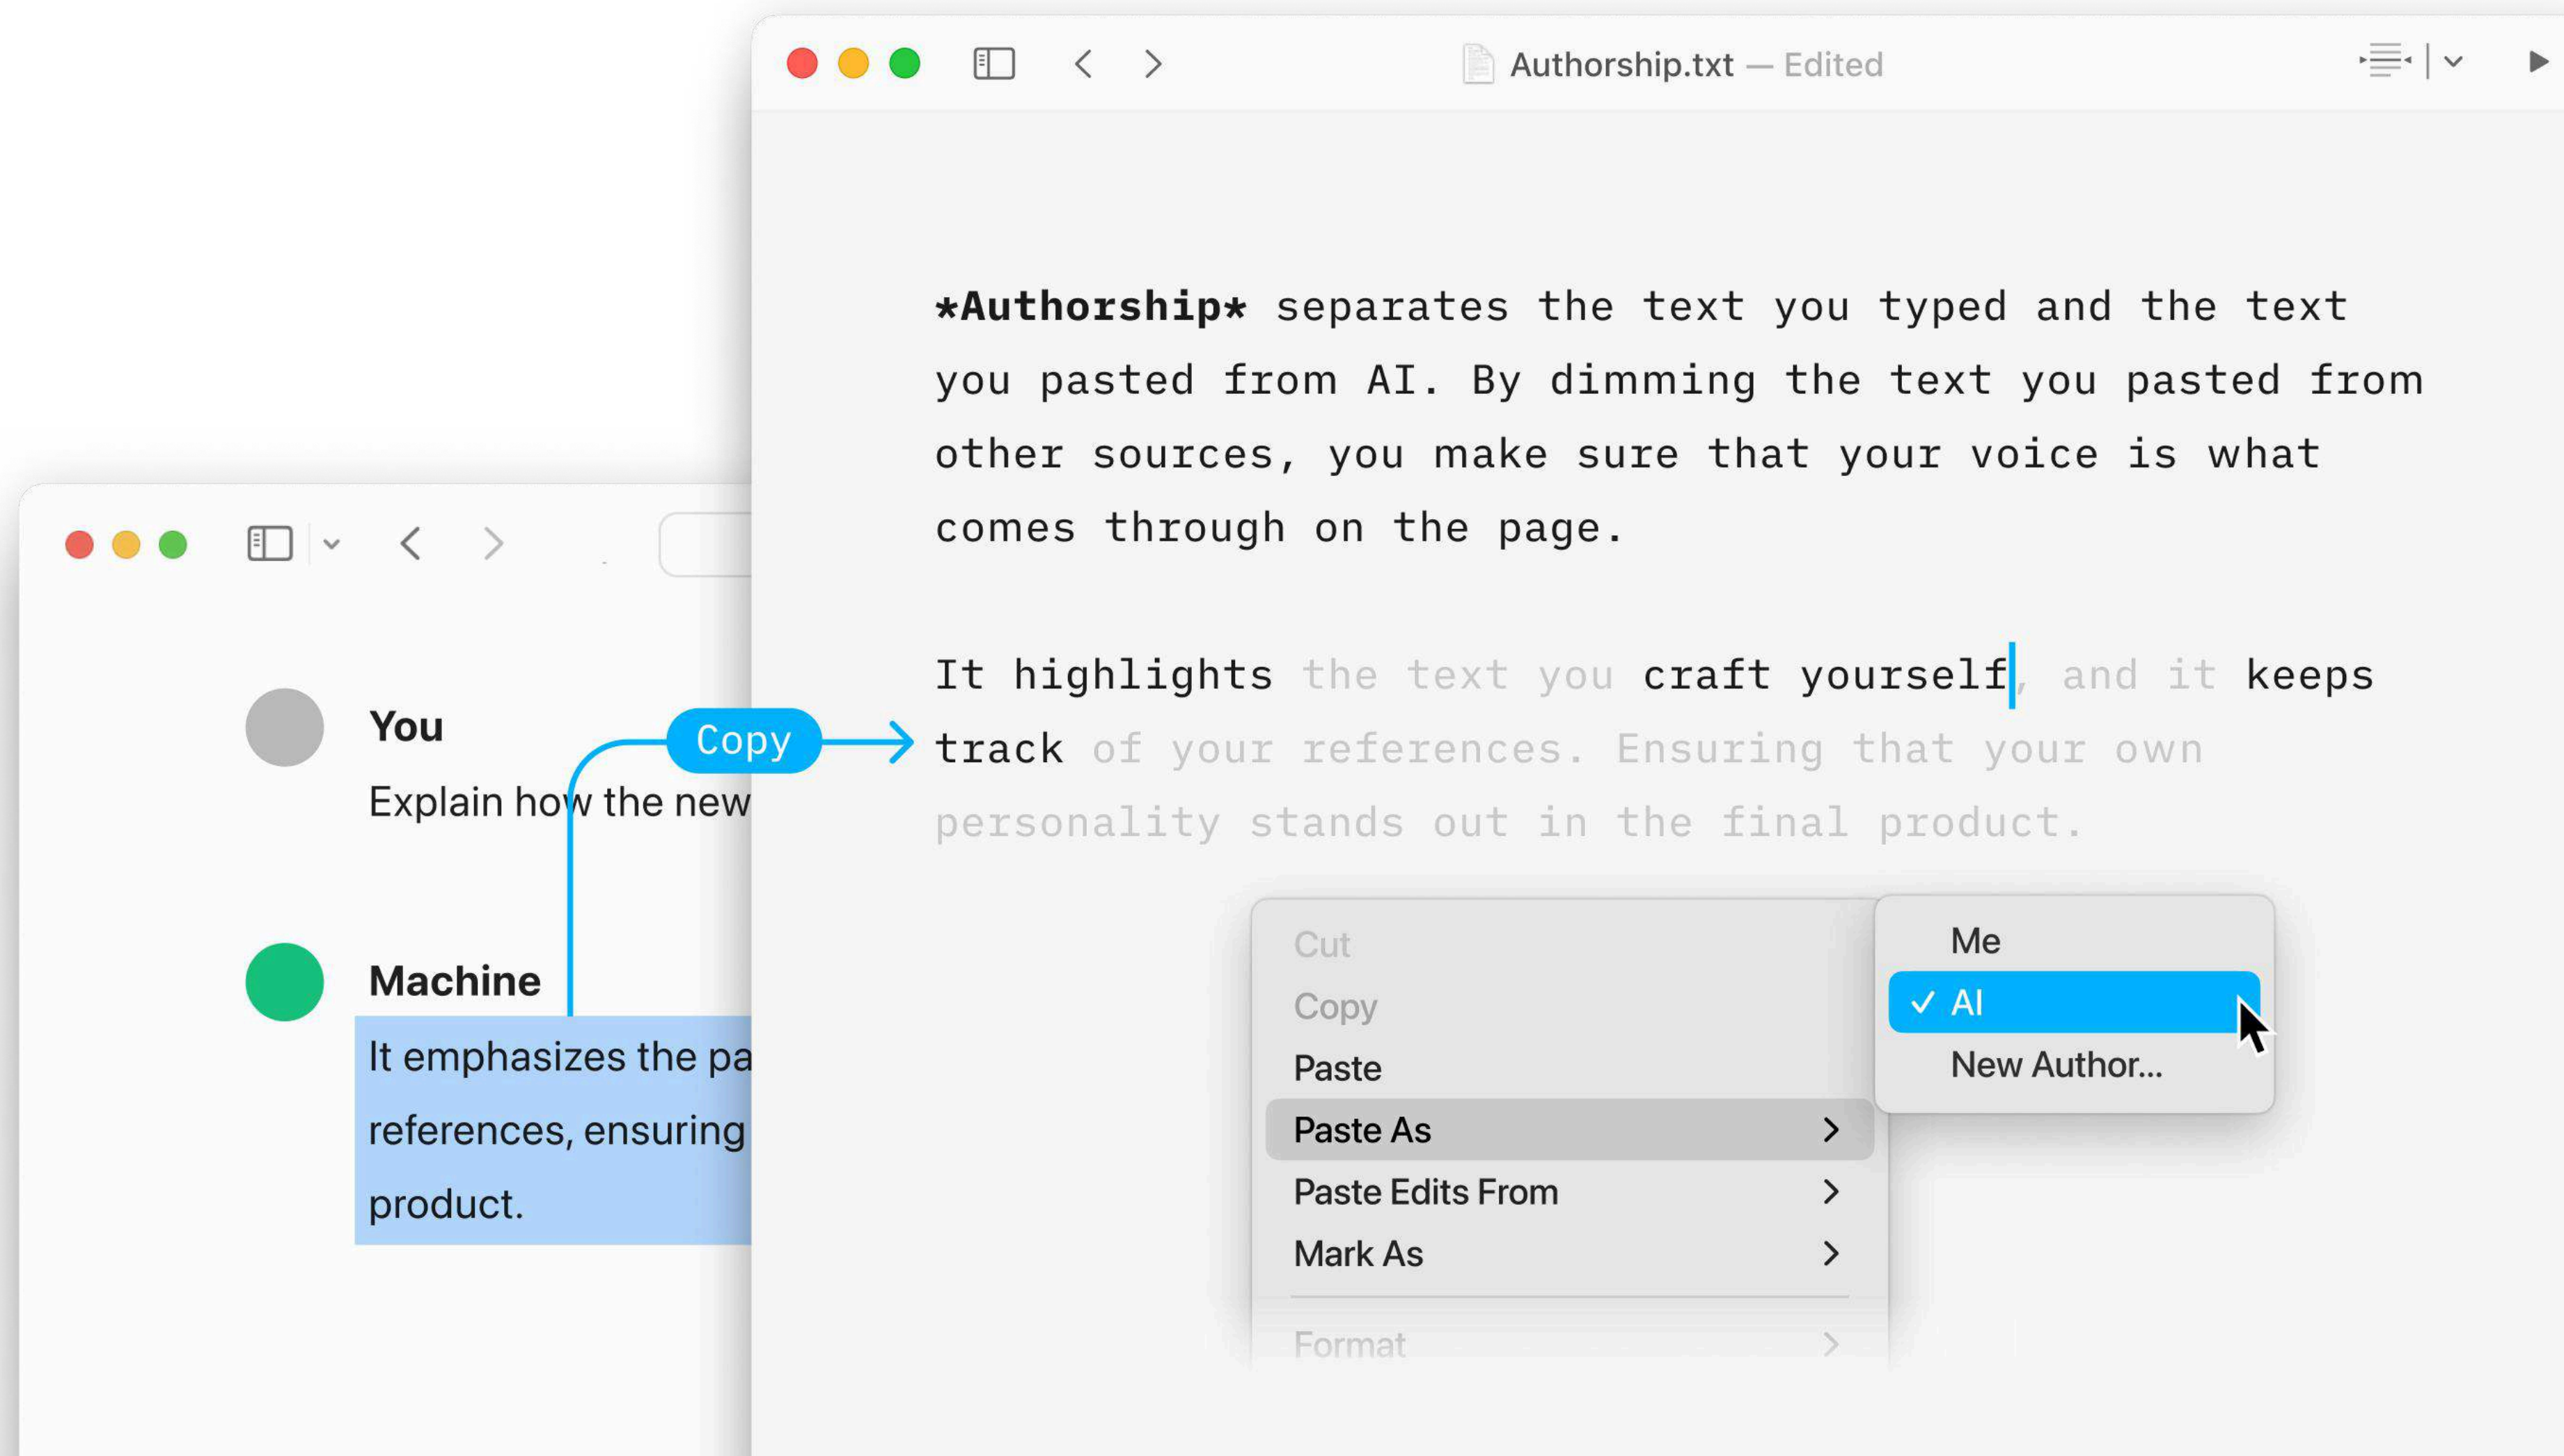 Authorship.txt — Edited
*Authorship* separates the text you typed and the text
you pasted from AI. By dimming the text you pasted from
other sources, you make sure that your voice is what
comes through on the page.
It highlights the text you craft yourself, and it keeps
track of your references. Ensuring that your own
personality stands out in the final product.
Copy
You
Explain how the new
Machine
It emphasizes the pa
references, ensuring
product.
Cut
Copy
Paste
Paste As
Paste Edits From
Mark As
Format
Me
✓ AI
New Author...